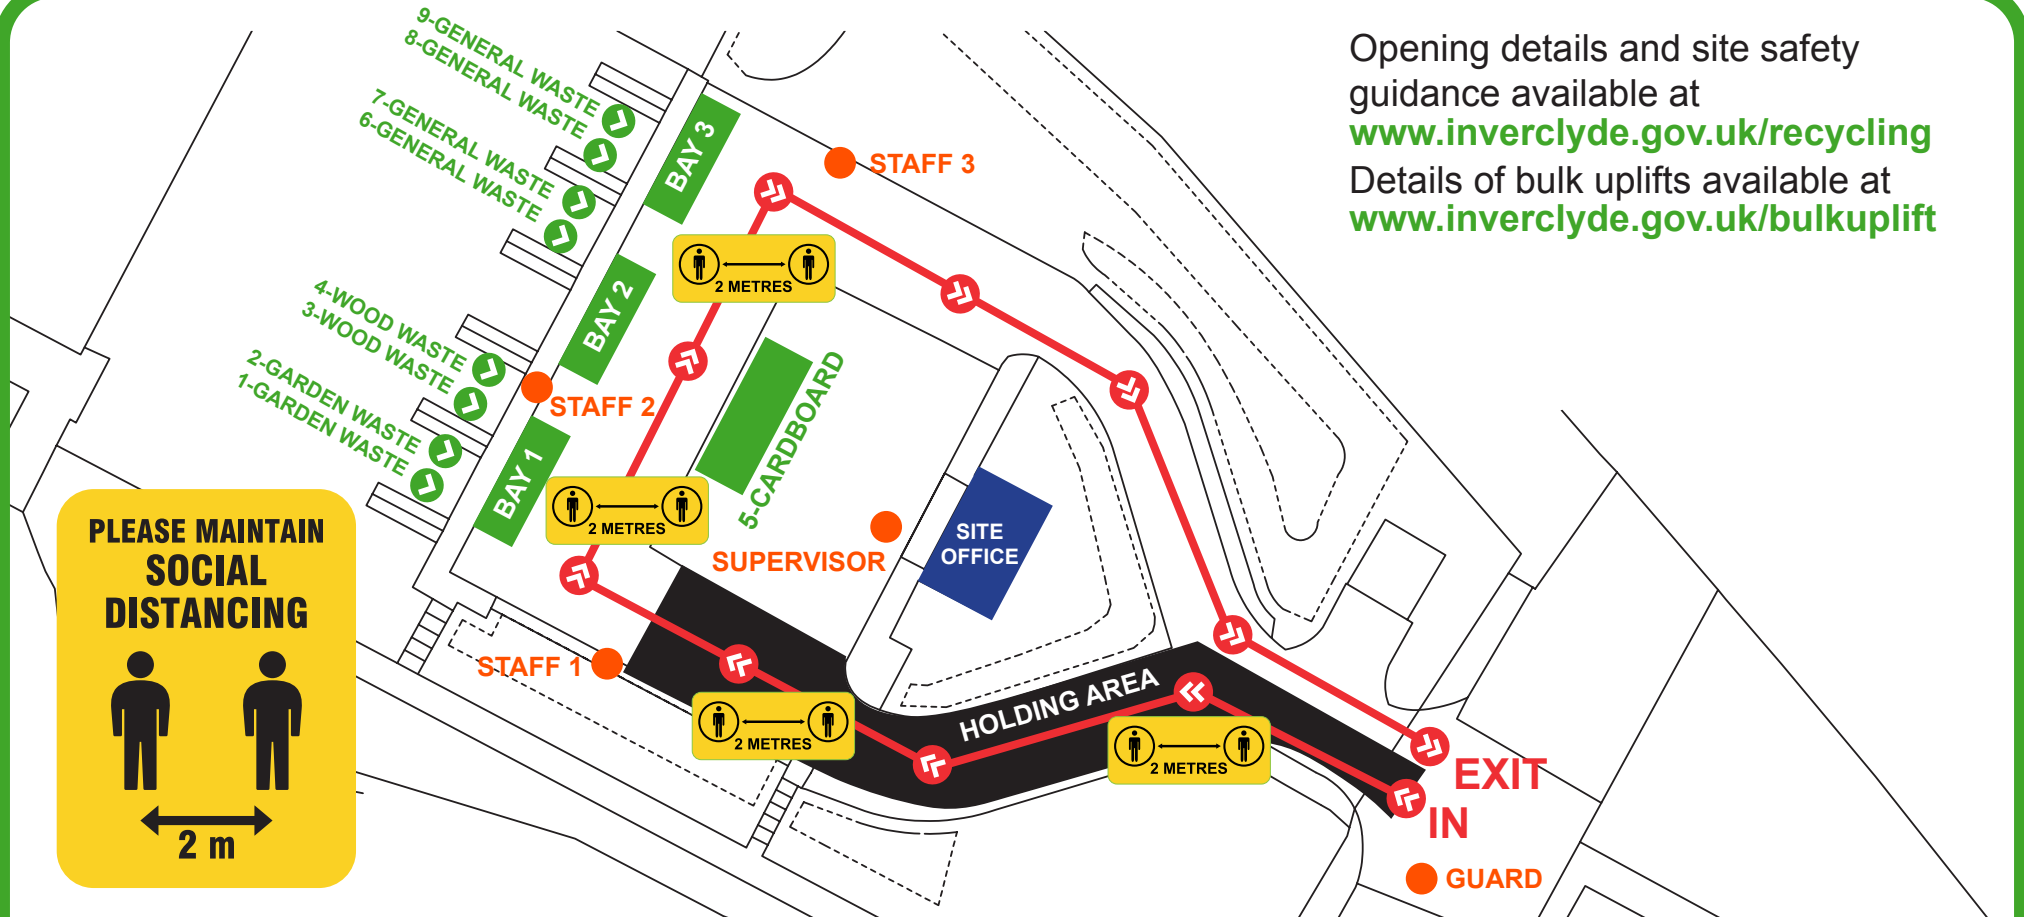 9-GENERAL WASTE
8-GENERAL WASTE
7-GENERAL WASTE
6-GENERAL WASTE
4-WOOD WASTE
3-WOOD WASTE
2-GARDEN WASTE
1-GARDEN WASTE
BAY 3
BAY 2
BAY 1
STAFF 3
STAFF 2
STAFF 1
5-CARDBOARD
SUPERVISOR
SITE
OFFICE
2 METRES
2 METRES
2 METRES
2 METRES
HOLDING AREA
EXIT
IN
GUARD
Opening details and site safety
guidance available at
www.inverclyde.gov.uk/recycling
Details of bulk uplifts available at
www.inverclyde.gov.uk/bulkuplift
PLEASE MAINTAIN
SOCIAL
DISTANCING
2 m